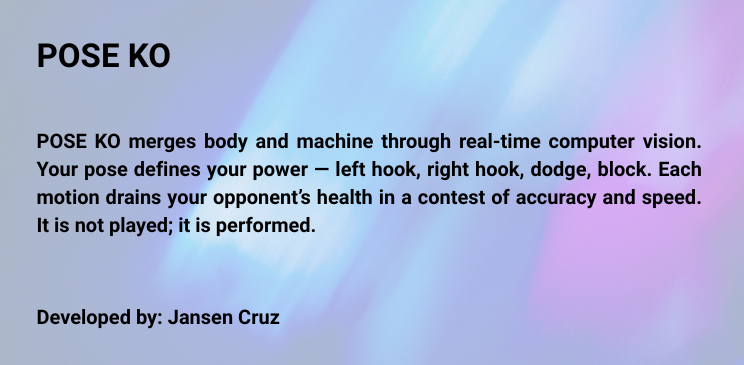 POSE KO
POSE KO merges body and machine through real-time computer vision.
Your pose defines your power — left hook, right hook, dodge, block. Each
motion drains your opponent’s health in a contest of accuracy and speed.
It is not played; it is performed.
Developed by: Jansen Cruz